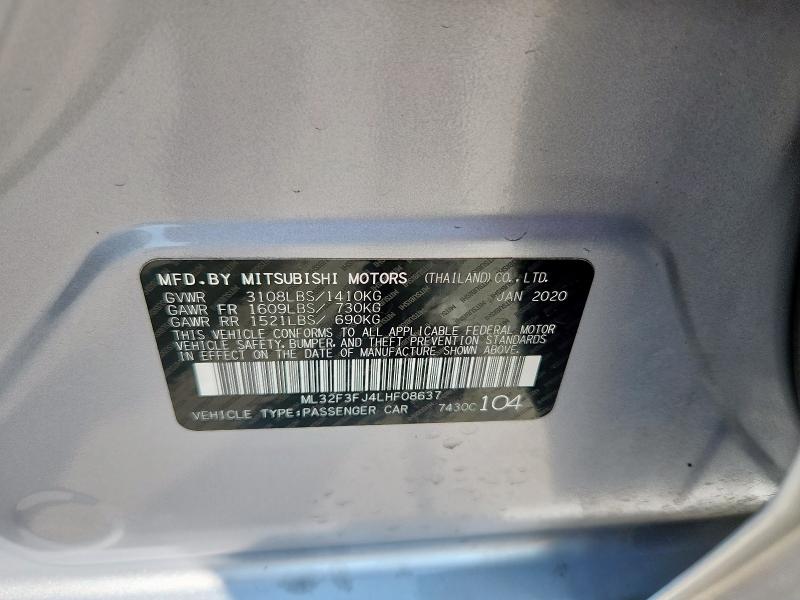 MFD. BY MITSUBISHI MOTORS (THAILAND) CO., LTD.
GVWR 3108LBS/1410KG JAN 2020
GAWR FR 1609LBS/ 730KG
GAWR RR 1521LBS/ 690KG
THIS VEHICLE CONFORMS TO ALL APPLICABLE FEDERAL MOTOR
VEHICLE SAFETY, BUMPER, AND THEFT PREVENTION STANDARDS
IN EFFECT ON THE DATE OF MANUFACTURE SHOWN ABOVE.
ML32F3FJ4LHF08637
VEHICLE TYPE:PASSENGER CAR 7430C 104